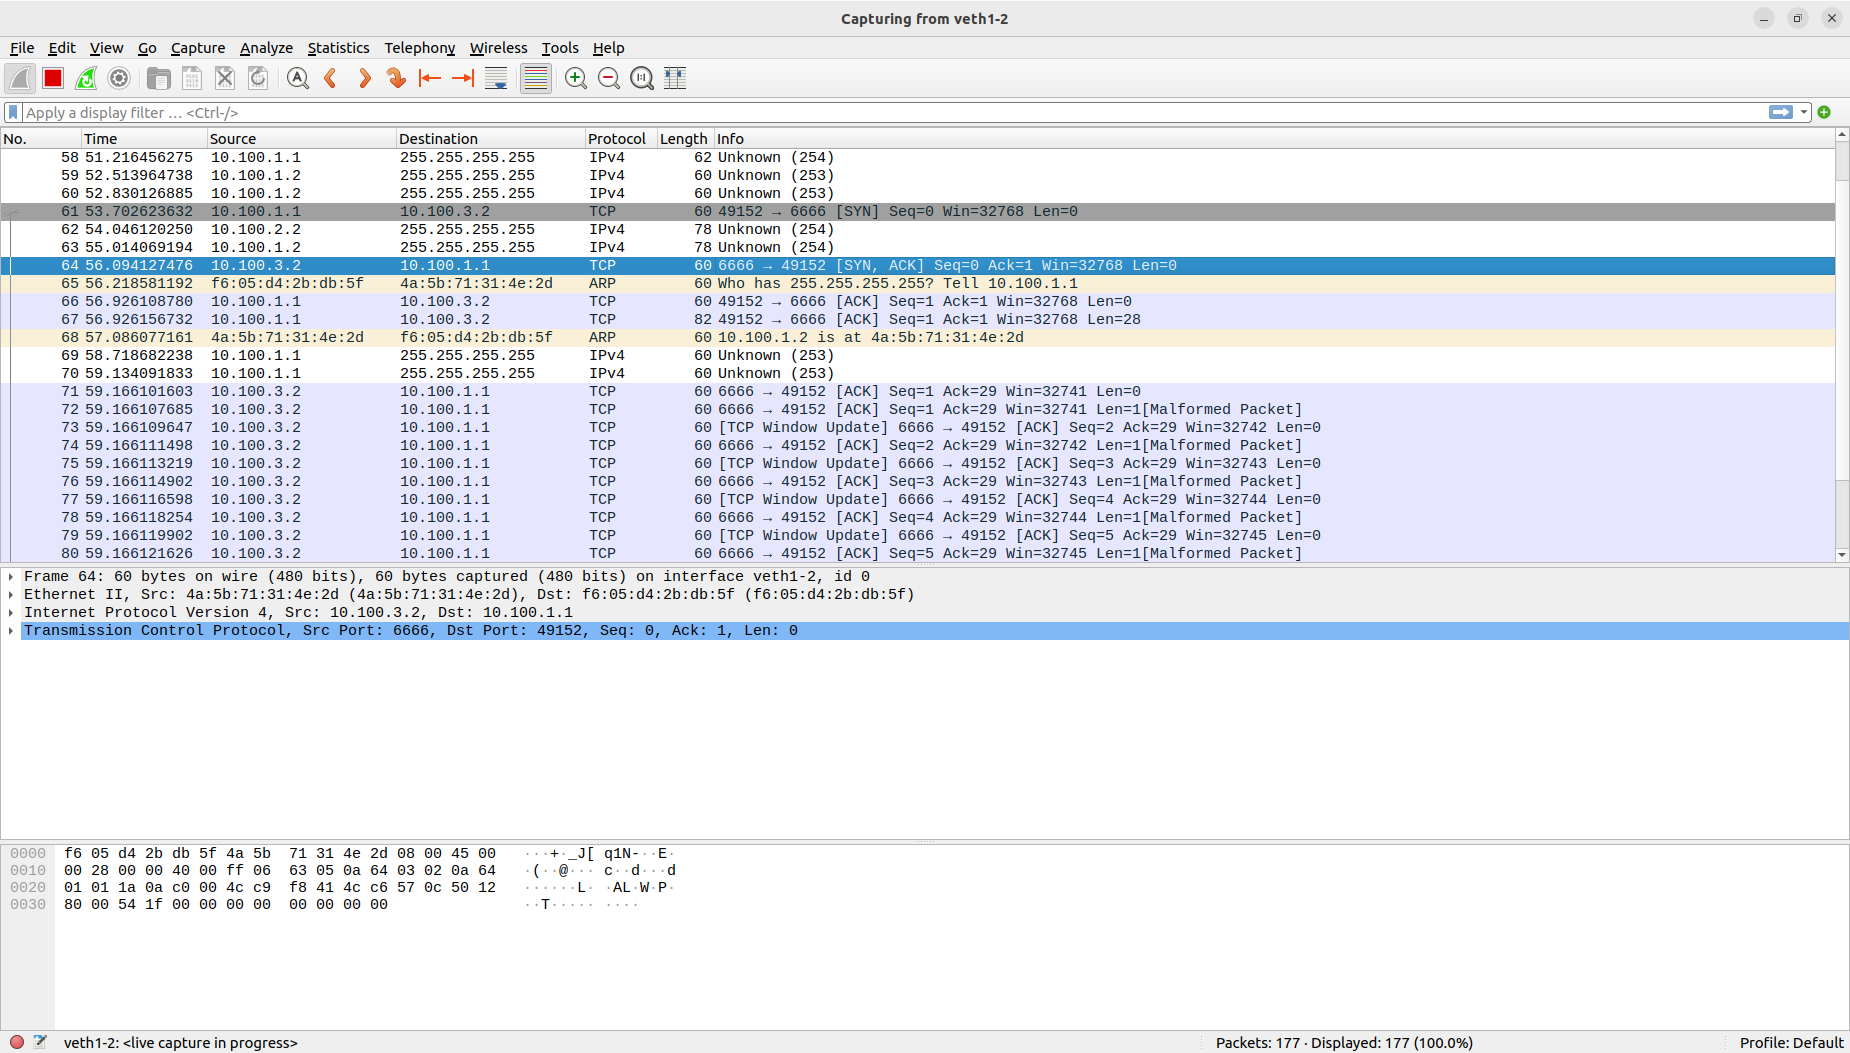 Capturing from veth1-2
File Edit View Go Capture Analyze Statistics Telephony Wireless Tools Help
Apply a display filter … <Ctrl-/>
No. Time Source Destination Protocol Length Info
58 51.216456275 10.100.1.1 255.255.255.255 IPv4 62 Unknown (254)
59 52.513964738 10.100.1.2 255.255.255.255 IPv4 60 Unknown (253)
60 52.830126885 10.100.1.2 255.255.255.255 IPv4 60 Unknown (253)
61 53.702623632 10.100.1.1 10.100.3.2 TCP 60 49152 → 6666 [SYN] Seq=0 Win=32768 Len=0
62 54.046120250 10.100.2.2 255.255.255.255 IPv4 78 Unknown (254)
63 55.014069194 10.100.1.2 255.255.255.255 IPv4 78 Unknown (254)
64 56.094127476 10.100.3.2 10.100.1.1 TCP 60 6666 → 49152 [SYN, ACK] Seq=0 Ack=1 Win=32768 Len=0
65 56.218581192 f6:05:d4:2b:db:5f 4a:5b:71:31:4e:2d ARP 60 Who has 255.255.255.255? Tell 10.100.1.1
66 56.926108780 10.100.1.1 10.100.3.2 TCP 60 49152 → 6666 [ACK] Seq=1 Ack=1 Win=32768 Len=0
67 56.926156732 10.100.1.1 10.100.3.2 TCP 82 49152 → 6666 [ACK] Seq=1 Ack=1 Win=32768 Len=28
68 57.086077161 4a:5b:71:31:4e:2d f6:05:d4:2b:db:5f ARP 60 10.100.1.2 is at 4a:5b:71:31:4e:2d
69 58.718682238 10.100.1.1 255.255.255.255 IPv4 60 Unknown (253)
70 59.134091833 10.100.1.1 255.255.255.255 IPv4 60 Unknown (253)
71 59.166101603 10.100.3.2 10.100.1.1 TCP 60 6666 → 49152 [ACK] Seq=1 Ack=29 Win=32741 Len=0
72 59.166107685 10.100.3.2 10.100.1.1 TCP 60 6666 → 49152 [ACK] Seq=1 Ack=29 Win=32741 Len=1[Malformed Packet]
73 59.166109647 10.100.3.2 10.100.1.1 TCP 60 [TCP Window Update] 6666 → 49152 [ACK] Seq=2 Ack=29 Win=32742 Len=0
74 59.166111498 10.100.3.2 10.100.1.1 TCP 60 6666 → 49152 [ACK] Seq=2 Ack=29 Win=32742 Len=1[Malformed Packet]
75 59.166113219 10.100.3.2 10.100.1.1 TCP 60 [TCP Window Update] 6666 → 49152 [ACK] Seq=3 Ack=29 Win=32743 Len=0
76 59.166114902 10.100.3.2 10.100.1.1 TCP 60 6666 → 49152 [ACK] Seq=3 Ack=29 Win=32743 Len=1[Malformed Packet]
77 59.166116598 10.100.3.2 10.100.1.1 TCP 60 [TCP Window Update] 6666 → 49152 [ACK] Seq=4 Ack=29 Win=32744 Len=0
78 59.166118254 10.100.3.2 10.100.1.1 TCP 60 6666 → 49152 [ACK] Seq=4 Ack=29 Win=32744 Len=1[Malformed Packet]
79 59.166119902 10.100.3.2 10.100.1.1 TCP 60 [TCP Window Update] 6666 → 49152 [ACK] Seq=5 Ack=29 Win=32745 Len=0
80 59.166121626 10.100.3.2 10.100.1.1 TCP 60 6666 → 49152 [ACK] Seq=5 Ack=29 Win=32745 Len=1[Malformed Packet]
Frame 64: 60 bytes on wire (480 bits), 60 bytes captured (480 bits) on interface veth1-2, id 0
Ethernet II, Src: 4a:5b:71:31:4e:2d (4a:5b:71:31:4e:2d), Dst: f6:05:d4:2b:db:5f (f6:05:d4:2b:db:5f)
Internet Protocol Version 4, Src: 10.100.3.2, Dst: 10.100.1.1
Transmission Control Protocol, Src Port: 6666, Dst Port: 49152, Seq: 0, Ack: 1, Len: 0
0000 f6 05 d4 2b db 5f 4a 5b 71 31 4e 2d 08 00 45 00 ···+·_J[ q1N-··E·
0010 00 28 00 00 40 00 ff 06 63 05 0a 64 03 02 0a 64 ·(··@··· c··d···d
0020 01 01 1a 0a c0 00 4c c9 f8 41 4c c6 57 0c 50 12 ······L· ·AL·W·P·
0030 80 00 54 1f 00 00 00 00 00 00 00 00 ··T····· ····
veth1-2: <live capture in progress> Packets: 177 · Displayed: 177 (100.0%) Profile: Default